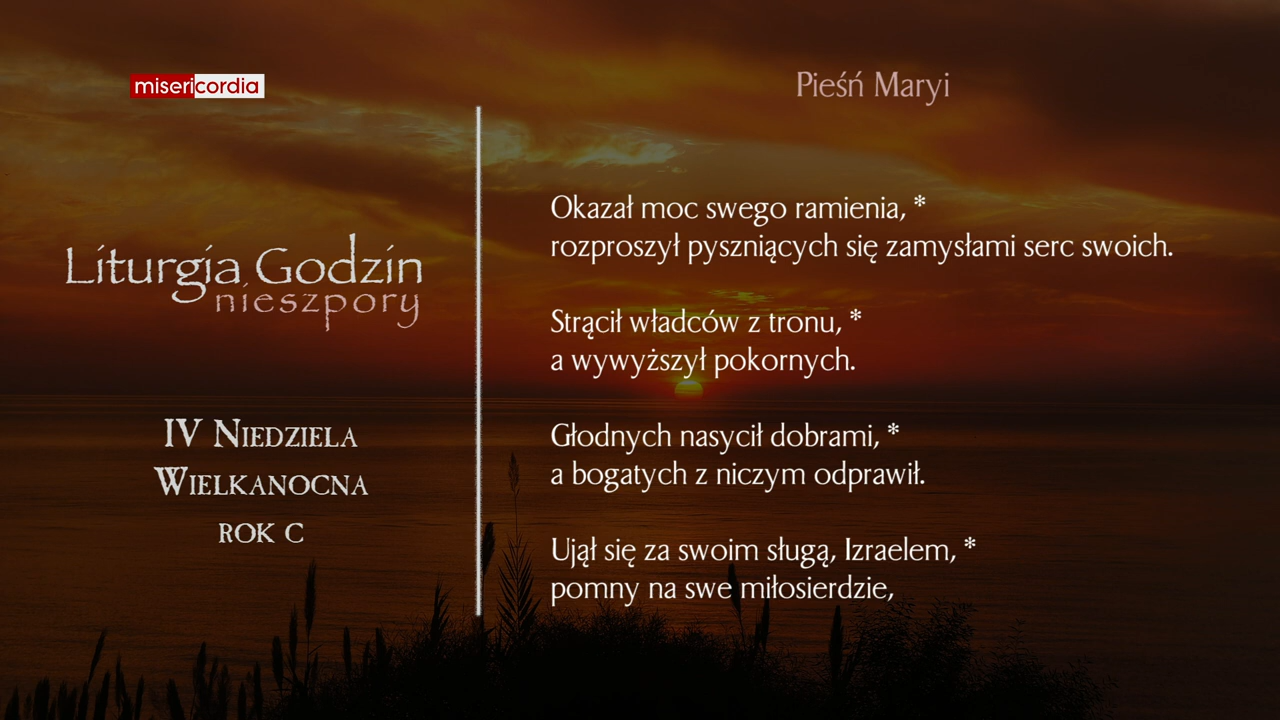 misericordia
Liturgia Godzin
nieszpory
IV Niedziela
Wielkanocna
rok C
Pieśń Maryi
Okazał moc swego ramienia, *
rozproszył pyszniących się zamysłami serc swoich.
Strącił władców z tronu, *
a wywyższył pokornych.
Głodnych nasycił dobrami, *
a bogatych z niczym odprawił.
Ujął się za swoim sługą, Izraelem, *
pomny na swe miłosierdzie,